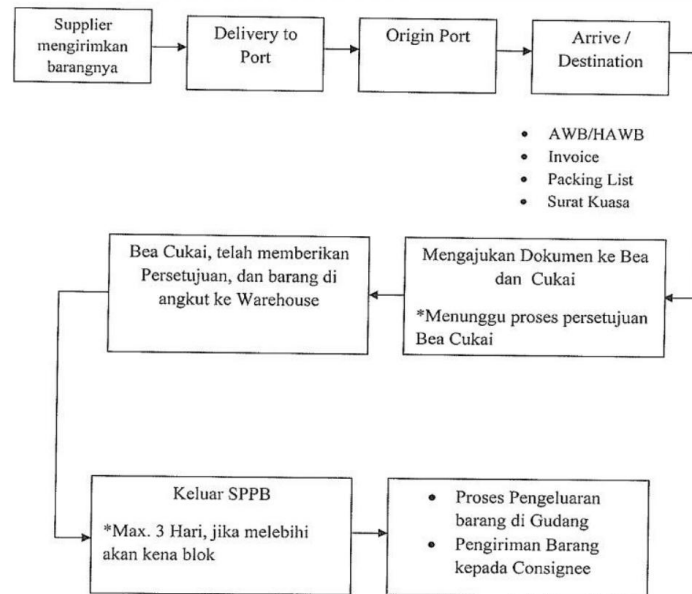 Supplier
mengirimkan
barangnya
Delivery to
Port
Origin Port
Arrive /
Destination
• AWB/HAWB
• Invoice
• Packing List
• Surat Kuasa
Bea Cukai, telah memberikan
Persetujuan, dan barang di
angkut ke Warehouse
Mengajukan Dokumen ke Bea
dan Cukai
*Menunggu proses persetujuan
Bea Cukai
Keluar SPPB
*Max. 3 Hari, jika melebihi
akan kena blok
• Proses Pengeluaran
barang di Gudang
• Pengiriman Barang
kepada Consignee